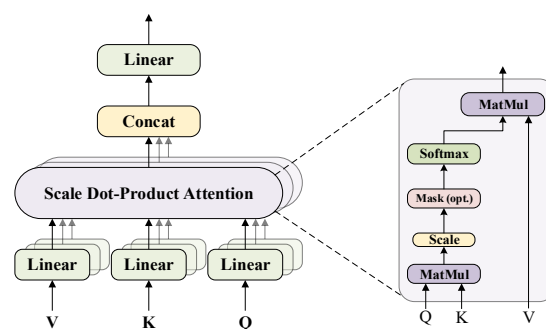 Linear
Concat
Scale Dot-Product Attention
Linear Linear Linear
V K Q
MatMul
Softmax
Mask (opt.)
Scale
MatMul
Q K V